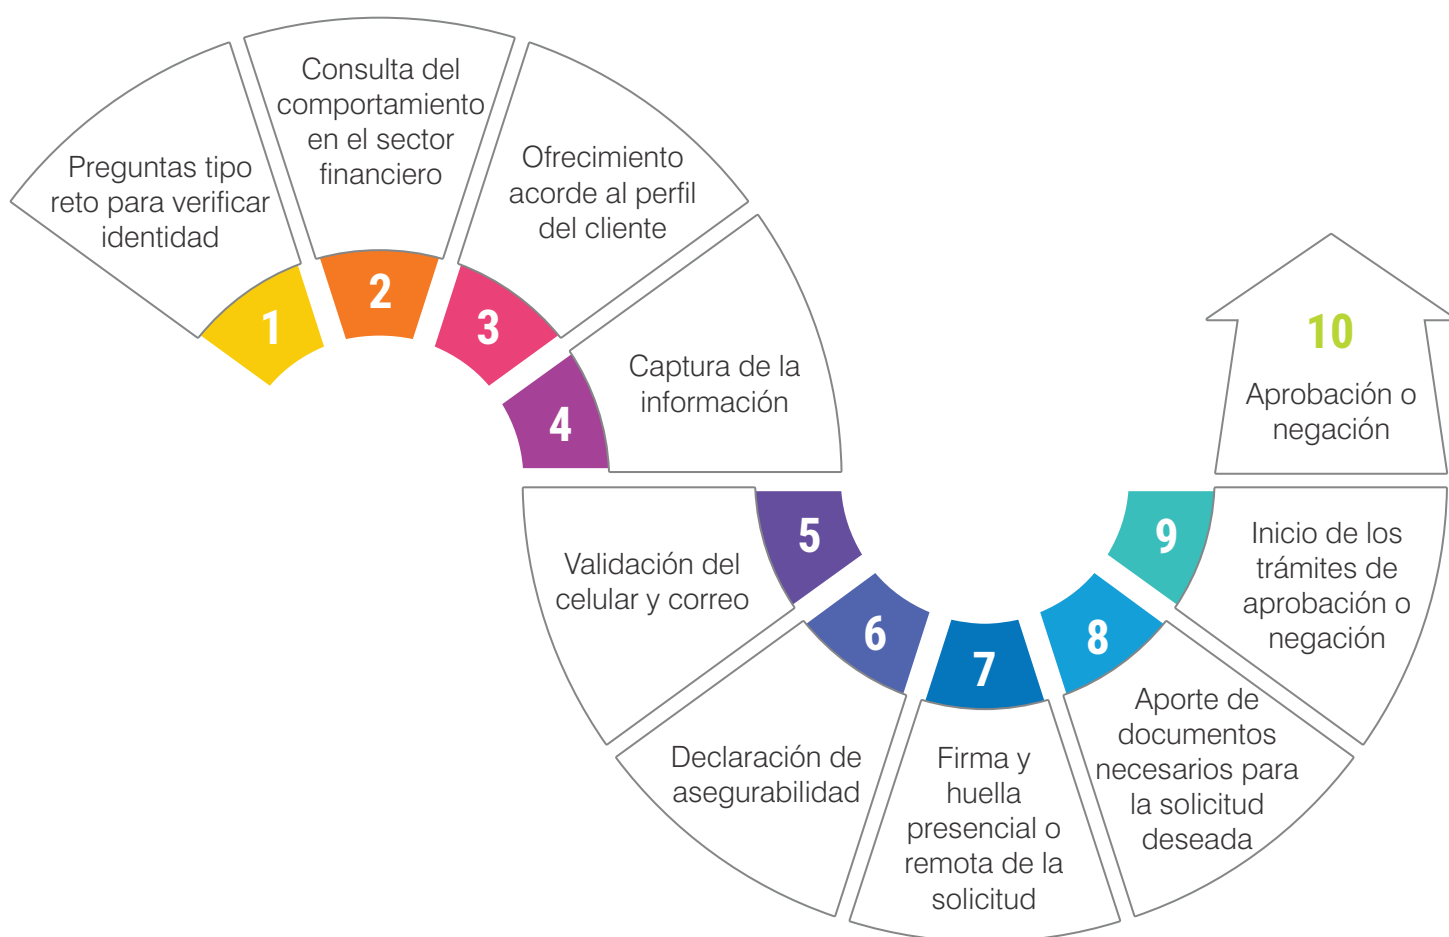 1
Preguntas tipo
reto para verificar
identidad
2
Consulta del
comportamiento
en el sector
financiero
3
Ofrecimiento
acorde al perfil
del cliente
4
Captura de la
información
5
Validación del
celular y correo
6
Declaración de
asegurabilidad
7
Firma y
huella
presencial o
remota de la
solicitud
8
Aporte de
documentos
necesarios para
la solicitud
deseada
9
Inicio de los
trámites de
aprobación o
negación
10
Aprobación o
negación